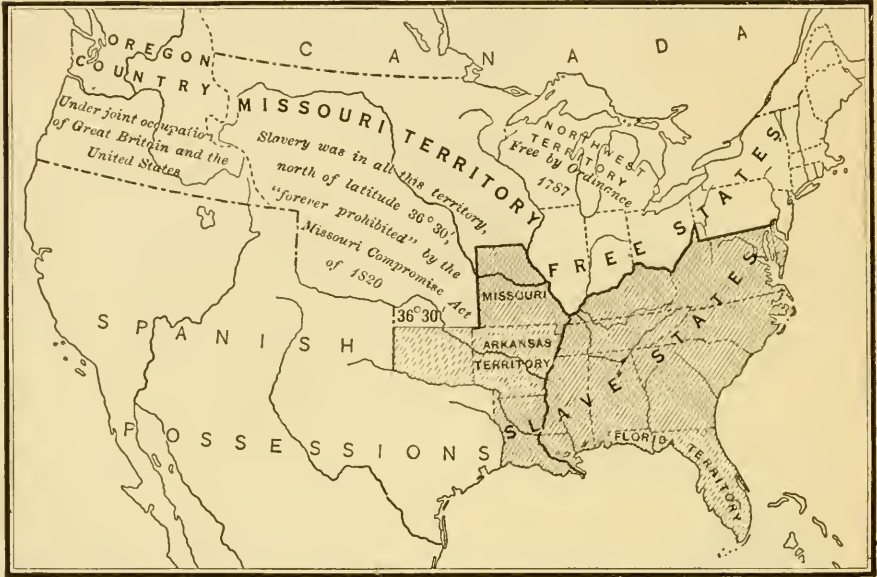 CANADA
OREGON
COUNTRY
Under joint occupation
of Great Britain and the
United States
MISSOURI TERRITORY
Slavery was in all this territory,
north of latitude 36°30',
"forever prohibited" by the
Missouri Compromise Act
of 1820
NORTHWEST
TERRITORY
Free by Ordinance
1787
FREE STATES
MISSOURI
36°30'
ARKANSAS
TERRITORY
SLAVE STATES
FLORIDA TERRITORY
SPANISH
POSSESSIONS